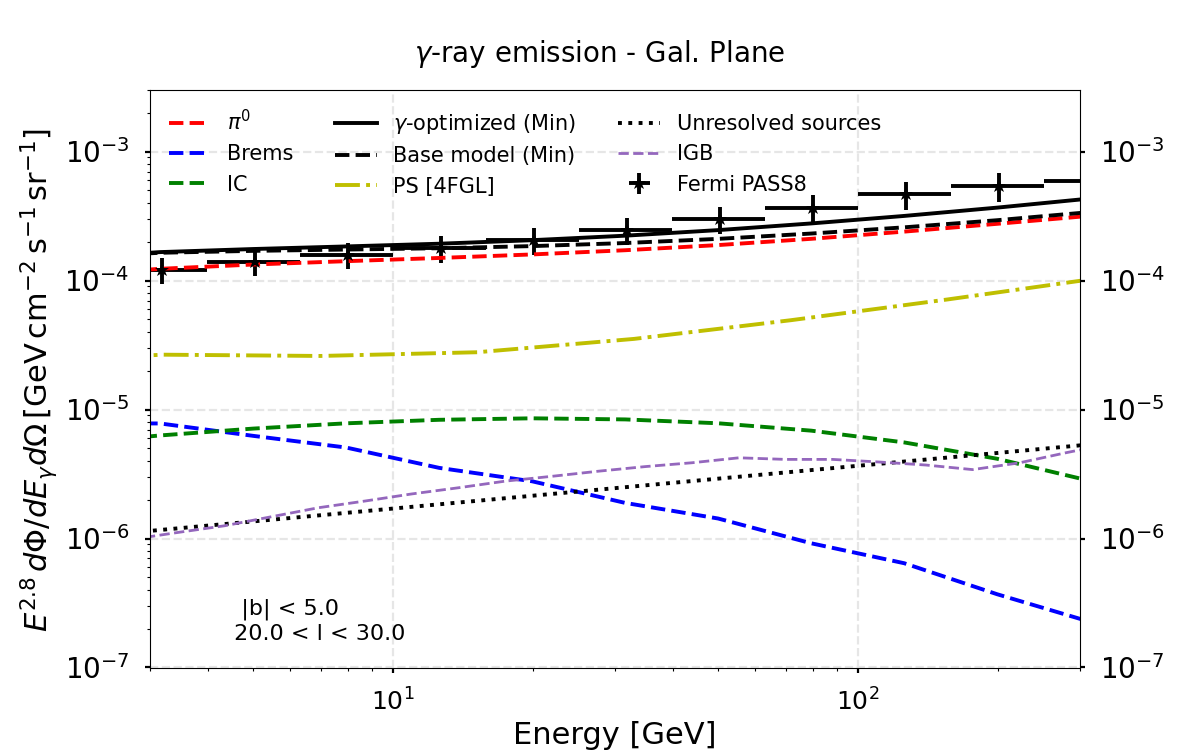 γ-ray emission - Gal. Plane
π⁰
Brems
IC
γ-optimized (Min)
Base model (Min)
PS [4FGL]
Unresolved sources
IGB
Fermi PASS8
10⁻³
10⁻⁴
10⁻⁵
10⁻⁶
10⁻⁷
10⁻³
10⁻⁴
10⁻⁵
10⁻⁶
10⁻⁷
E²·⁸ dΦ/dE_γdΩ [GeV cm⁻² s⁻¹ sr⁻¹]
|b| < 5.0
20.0 < l < 30.0
10¹
10²
Energy [GeV]